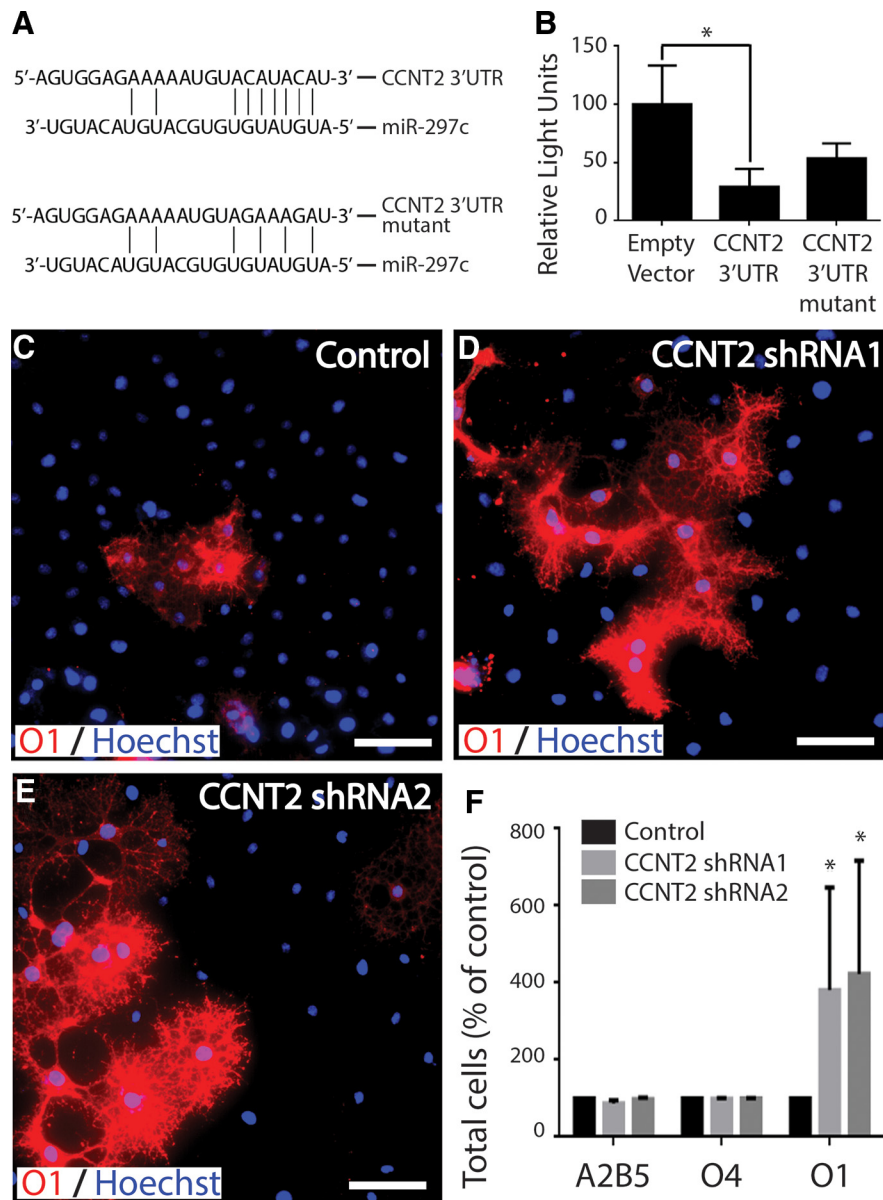 A
5′-AGUGGAGAAAAAUGUACAUACAU-3′ — CCNT2 3′UTR
3′-UGUACAUGUACGUGUGUAUGUA-5′ — miR-297c
5′-AGUGGAGAAAAAUGUAGAAAGAU-3′ — CCNT2 3′UTR
mutant
3′-UGUACAUGUACGUGUGUAUGUA-5′ — miR-297c
B
Relative Light Units
150
100
50
0
*
Empty Vector
CCNT2 3′UTR
CCNT2 3′UTR mutant
C
Control
O1 / Hoechst
D
CCNT2 shRNA1
O1 / Hoechst
E
CCNT2 shRNA2
O1 / Hoechst
F
Total cells (% of control)
800
600
400
200
0
Control
CCNT2 shRNA1
CCNT2 shRNA2
*
*
A2B5
O4
O1